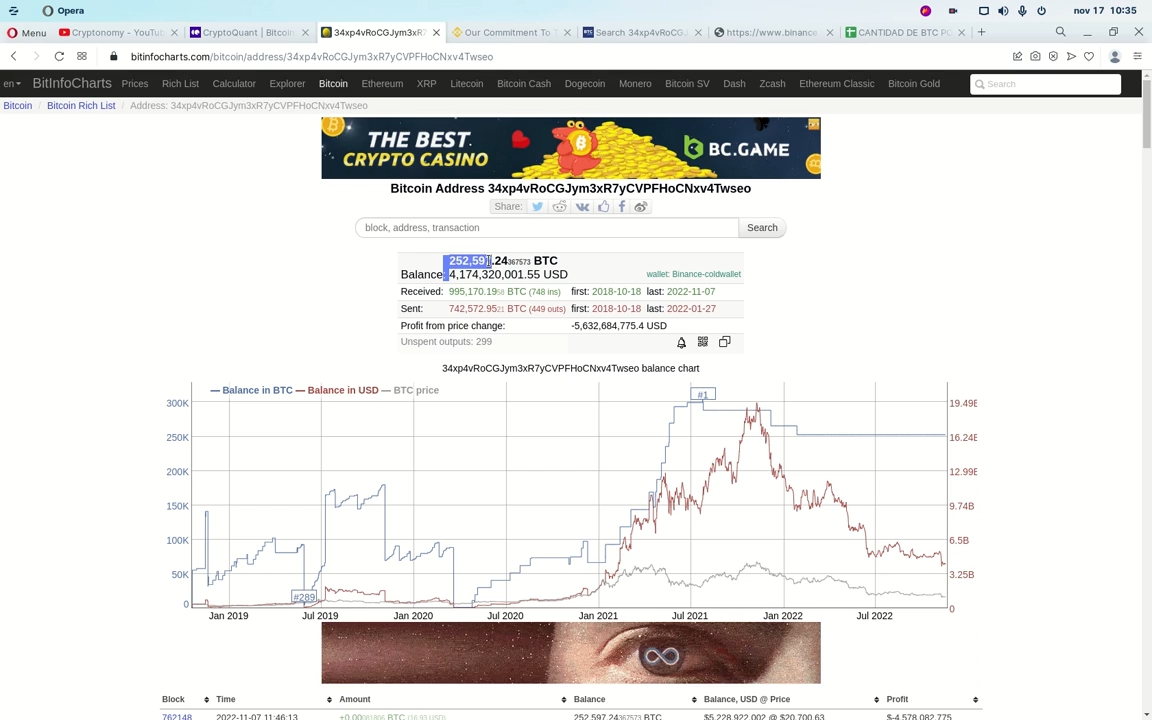 Opera
nov 17 10:35
Menu
Cryptonomy - YouTu
CryptoQuant | Bitcoin
34xp4vRoCGJym3xR7
Our Commitment To
Search 34xp4vRoCGJ
https://www.binance.
CANTIDAD DE BTC P
bitinfocharts.com/bitcoin/address/34xp4vRoCGJym3xR7yCVPFHoCNxv4Twseo
en BitInfoCharts Prices Rich List Calculator Explorer Bitcoin Ethereum XRP Litecoin Bitcoin Cash Dogecoin Monero Bitcoin SV Dash Zcash Ethereum Classic Bitcoin Gold Search
Bitcoin / Bitcoin Rich List / Address: 34xp4vRoCGJym3xR7yCVPFHoCNxv4Twseo
THE BEST
CRYPTO CASINO
BC.GAME
Bitcoin Address 34xp4vRoCGJym3xR7yCVPFHoCNxv4Twseo
Share:
block, address, transaction Search
252,597.24367573 BTC
Balance: 4,174,320,001.55 USD wallet: Binance-coldwallet
Received: 995,170.1958 BTC (748 ins) first: 2018-10-18 last: 2022-11-07
Sent: 742,572.9521 BTC (449 outs) first: 2018-10-18 last: 2022-01-27
Profit from price change: -5,632,684,775.4 USD
Unspent outputs: 299
34xp4vRoCGJym3xR7yCVPFHoCNxv4Twseo balance chart
Balance in BTC Balance in USD BTC price
#1
300K 19.49B
250K 16.24B
200K 12.99B
150K 9.74B
100K 6.5B
50K 3.25B
#289
0 0
Jan 2019 Jul 2019 Jan 2020 Jul 2020 Jan 2021 Jul 2021 Jan 2022 Jul 2022
Block Time Amount Balance Balance, USD @ Price Profit
762148 2022-11-07 11:46:13 +0.00081806 BTC (16.93 USD) 252,597.24367573 BTC $5,228,922,002 @ $20,700.63 $-4,578,082,775